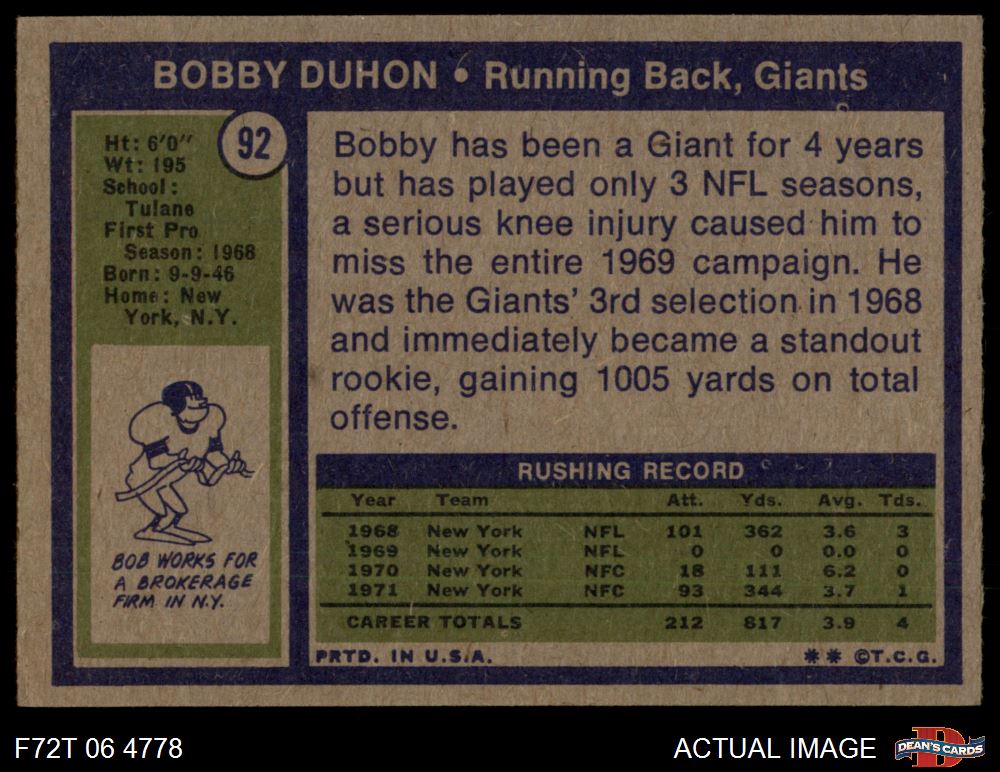 BOBBY DUHON • Running Back, Giants
92
Ht: 6'0"
Wt: 195
School:
Tulane
First Pro
Season: 1968
Born: 9-9-46
Home: New
York, N.Y.
BOB WORKS FOR
A BROKERAGE
FIRM IN N.Y.
Bobby has been a Giant for 4 years
but has played only 3 NFL seasons,
a serious knee injury caused him to
miss the entire 1969 campaign. He
was the Giants' 3rd selection in 1968
and immediately became a standout
rookie, gaining 1005 yards on total
offense.
RUSHING RECORD
Year Team Att. Yds. Avg. Tds.
1968 New York NFL 101 362 3.6 3
1969 New York NFL 0 0 0.0 0
1970 New York NFC 18 111 6.2 0
1971 New York NFC 93 344 3.7 1
CAREER TOTALS 212 817 3.9 4
PRTD. IN U.S.A. ** ©T.C.G.
F72T 06 4778 ACTUAL IMAGE D DEAN'S CARDS